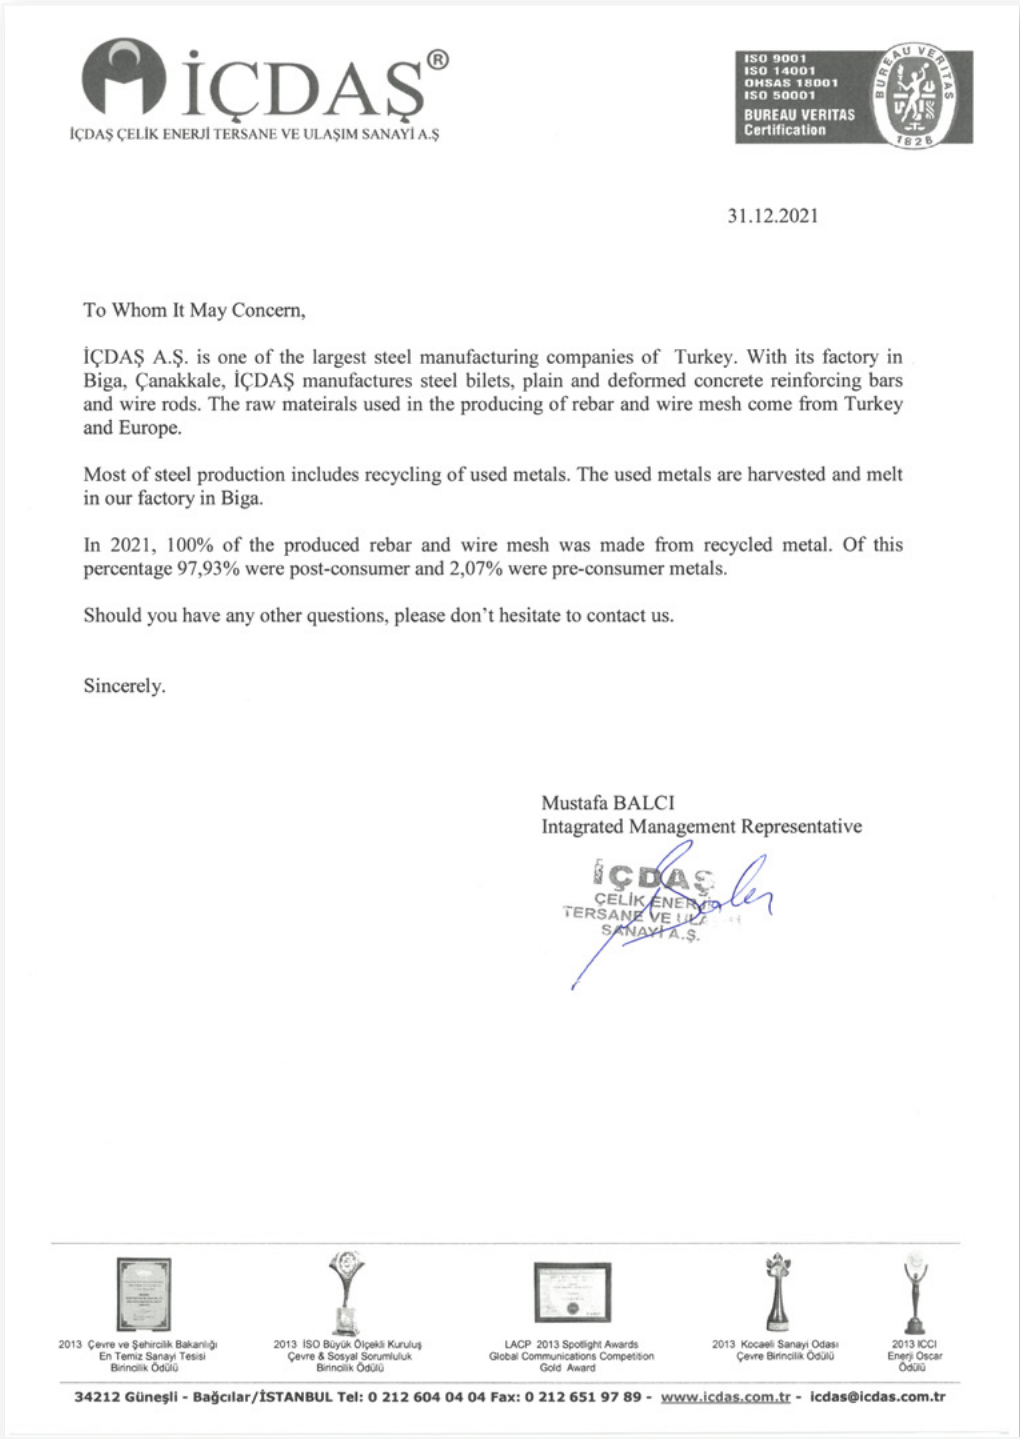 İÇDAŞ®
İÇDAŞ ÇELİK ENERJİ TERSANE VE ULAŞIM SANAYİ A.Ş
ISO 9001
ISO 14001
OHSAS 18001
ISO 50001
BUREAU VERITAS
Certification
BUREAU VERITAS
1828
31.12.2021
To Whom It May Concern,
İÇDAŞ A.Ş. is one of the largest steel manufacturing companies of Turkey. With its factory in
Biga, Çanakkale, İÇDAŞ manufactures steel bilets, plain and deformed concrete reinforcing bars
and wire rods. The raw mateirals used in the producing of rebar and wire mesh come from Turkey
and Europe.
Most of steel production includes recycling of used metals. The used metals are harvested and melt
in our factory in Biga.
In 2021, 100% of the produced rebar and wire mesh was made from recycled metal. Of this
percentage 97,93% were post-consumer and 2,07% were pre-consumer metals.
Should you have any other questions, please don't hesitate to contact us.
Sincerely.
Mustafa BALCI
Intagrated Management Representative
İÇDAŞ
ÇELİK ENERJİ
TERSANE VE
SANAYİ A.Ş.
2013 Çevre ve Şehircilik Bakanlığı
En Temiz Sanayi Tesisi
Birincilik Ödülü
2013 İSO Büyük Ölçekli Kuruluş
Çevre & Sosyal Sorumluluk
Birincilik Ödülü
LACP 2013 Spotlight Awards
Global Communications Competition
Gold Award
2013 Kocaeli Sanayi Odası
Çevre Birincilik Ödülü
2013 ICCI
Enerji Oscar
Ödülü
34212 Güneşli - Bağcılar/İSTANBUL Tel: 0 212 604 04 04 Fax: 0 212 651 97 89 - www.icdas.com.tr - icdas@icdas.com.tr